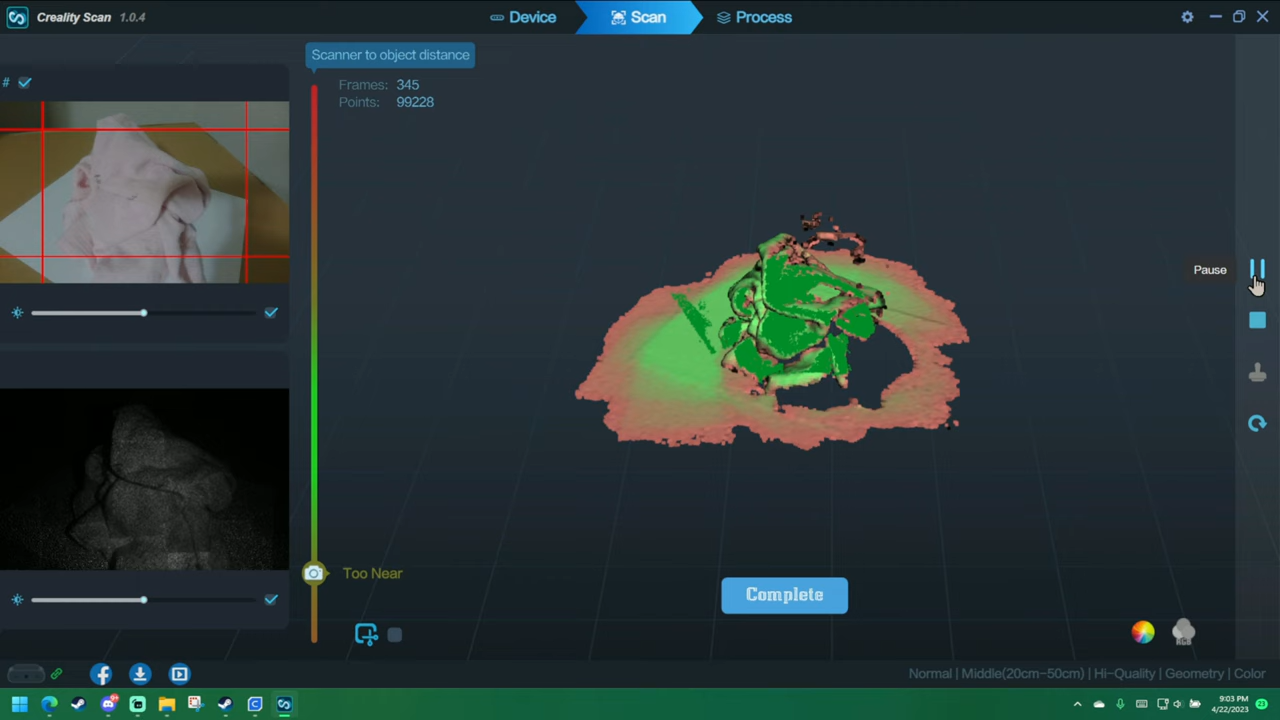 Creality Scan 1.0.4
Device
Scan
Process
Scanner to object distance
#
Frames: 345
Points: 99228
Pause
Too Near
Complete
Normal | Middle(20cm-50cm) | Hi-Quality | Geometry | Color
9:03 PM
4/22/2023
23